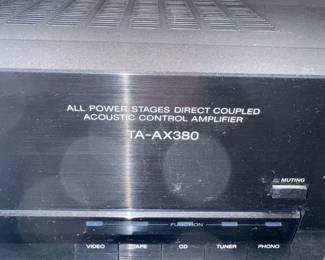 ALL POWER STAGES DIRECT COUPLED
ACOUSTIC CONTROL AMPLIFIER
TA-AX380
MUTING
FUNCTION
VIDEO TAPE CD TUNER PHONO